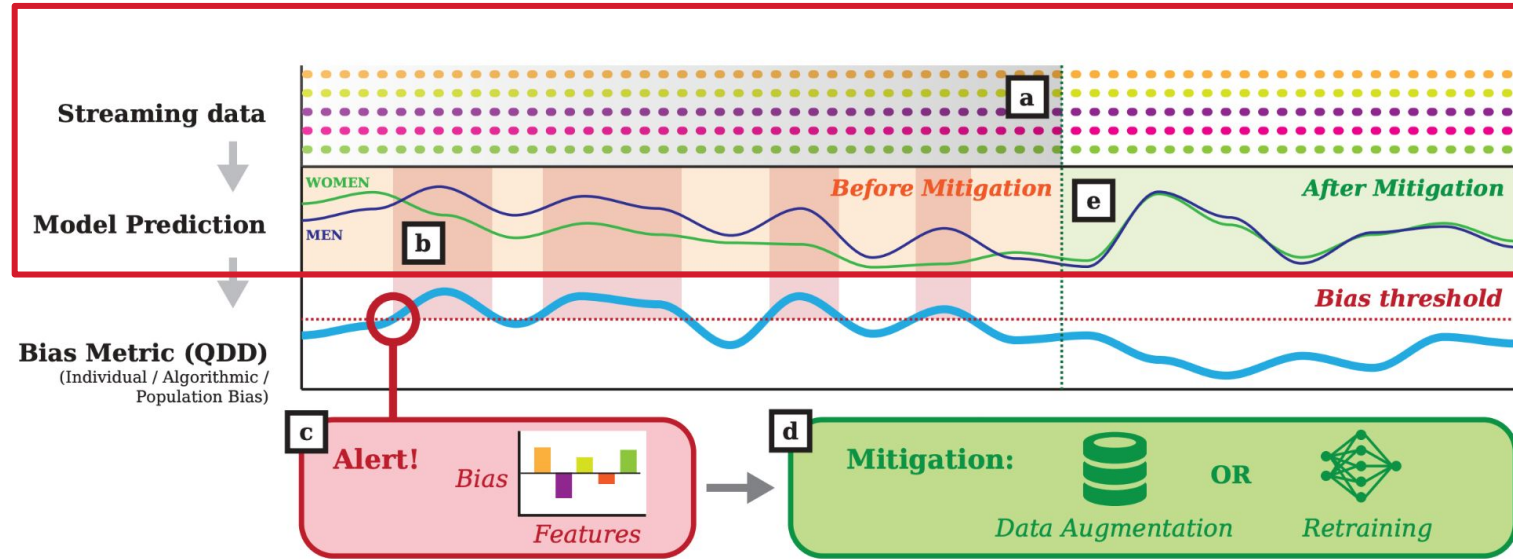 Streaming data
a
WOMEN
Before Mitigation
After Mitigation
e
Model Prediction
MEN
b
Bias threshold
Bias Metric (QDD)
(Individual / Algorithmic /
Population Bias)
c
Alert!
Bias
Features
d
Mitigation:
OR
Data Augmentation
Retraining